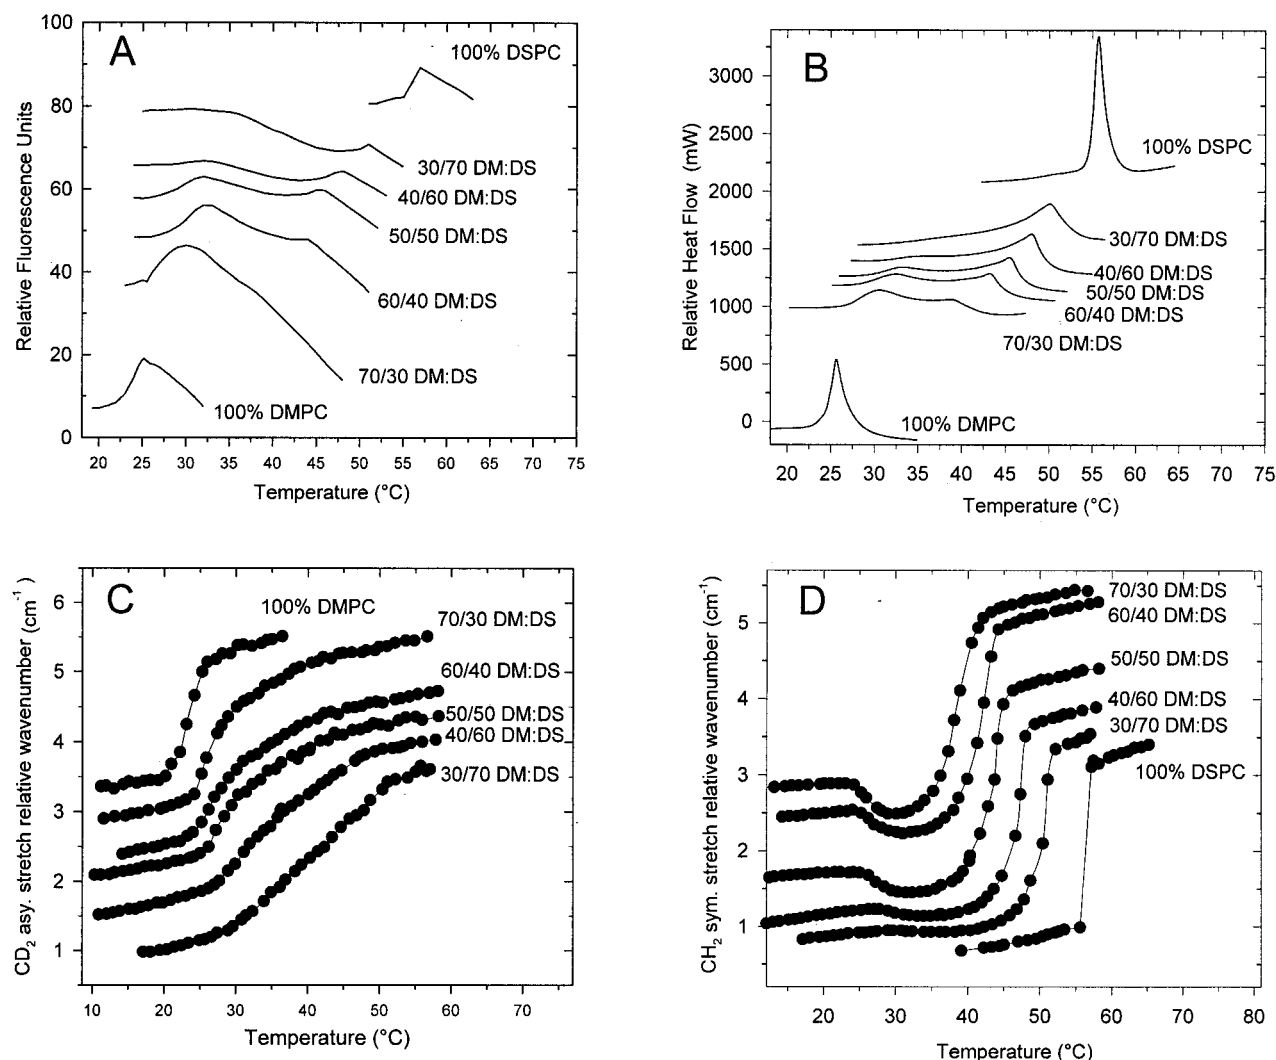 A
100% DSPC
30/70 DM:DS
40/60 DM:DS
50/50 DM:DS
60/40 DM:DS
70/30 DM:DS
100% DMPC
Relative Fluorescence Units
100
80
60
40
20
0
20 25 30 35 40 45 50 55 60 65 70 75
Temperature (°C)
B
100% DSPC
30/70 DM:DS
40/60 DM:DS
50/50 DM:DS
60/40 DM:DS
70/30 DM:DS
100% DMPC
Relative Heat Flow (mW)
3000
2500
2000
1500
1000
500
0
20 25 30 35 40 45 50 55 60 65 70 75
Temperature (°C)
C
100% DMPC
70/30 DM:DS
60/40 DM:DS
50/50 DM:DS
40/60 DM:DS
30/70 DM:DS
CD2 asy. stretch relative wavenumber (cm-1 )
6
5
4
3
2
1
10 20 30 40 50 60 70
Temperature (°C)
D
70/30 DM:DS
60/40 DM:DS
50/50 DM:DS
40/60 DM:DS
30/70 DM:DS
100% DSPC
CH2 sym. stretch relative wavenumber (cm-1)
5
4
3
2
1
20 30 40 50 60 70 80
Temperature (°C)